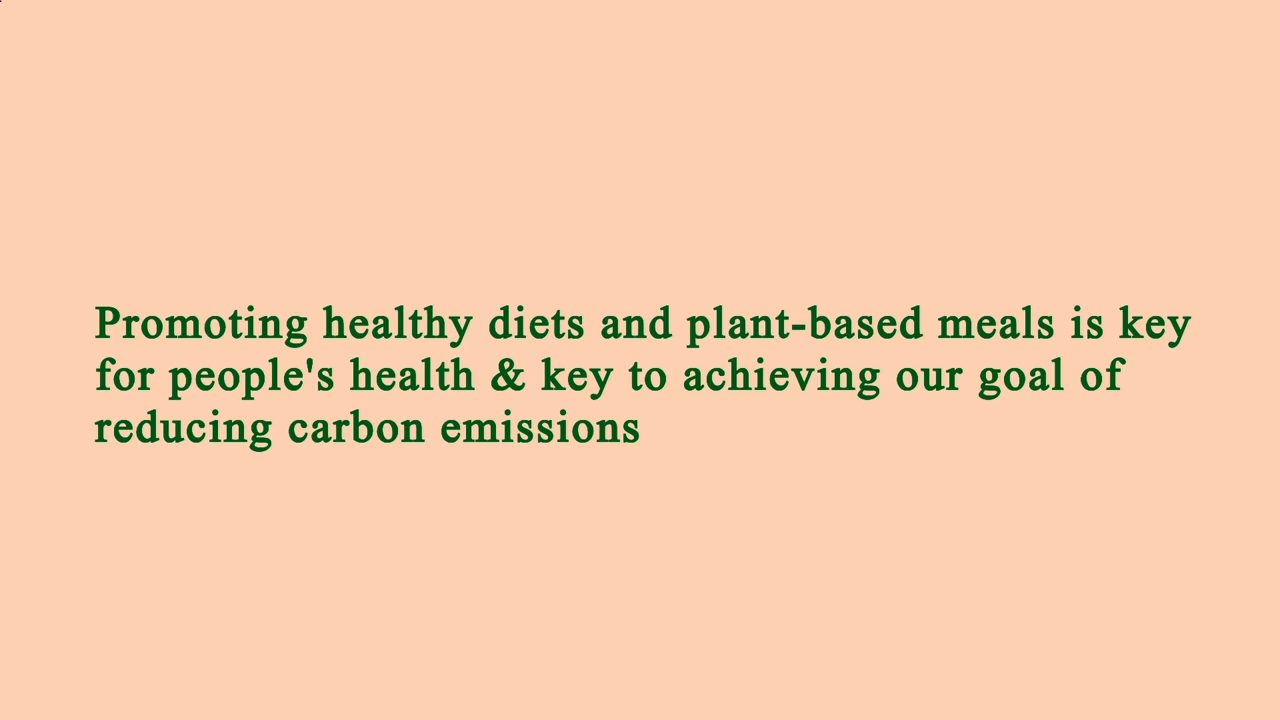 Promoting healthy diets and plant-based meals is key
for people's health & key to achieving our goal of
reducing carbon emissions